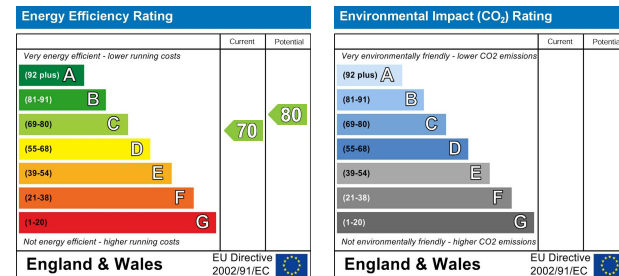 Energy Efficiency Rating
Current Potential
Very energy efficient - lower running costs
(92 plus) A
(81-91) B
(69-80) C
(55-68) D
(39-54) E
(21-38) F
(1-20) G
70
80
Not energy efficient - higher running costs
England & Wales
EU Directive
2002/91/EC
Environmental Impact (CO₂) Rating
Current Potential
Very environmentally friendly - lower CO2 emissions
(92 plus) A
(81-91) B
(69-80) C
(55-68) D
(39-54) E
(21-38) F
(1-20) G
Not environmentally friendly - higher CO2 emissions
England & Wales
EU Directive
2002/91/EC